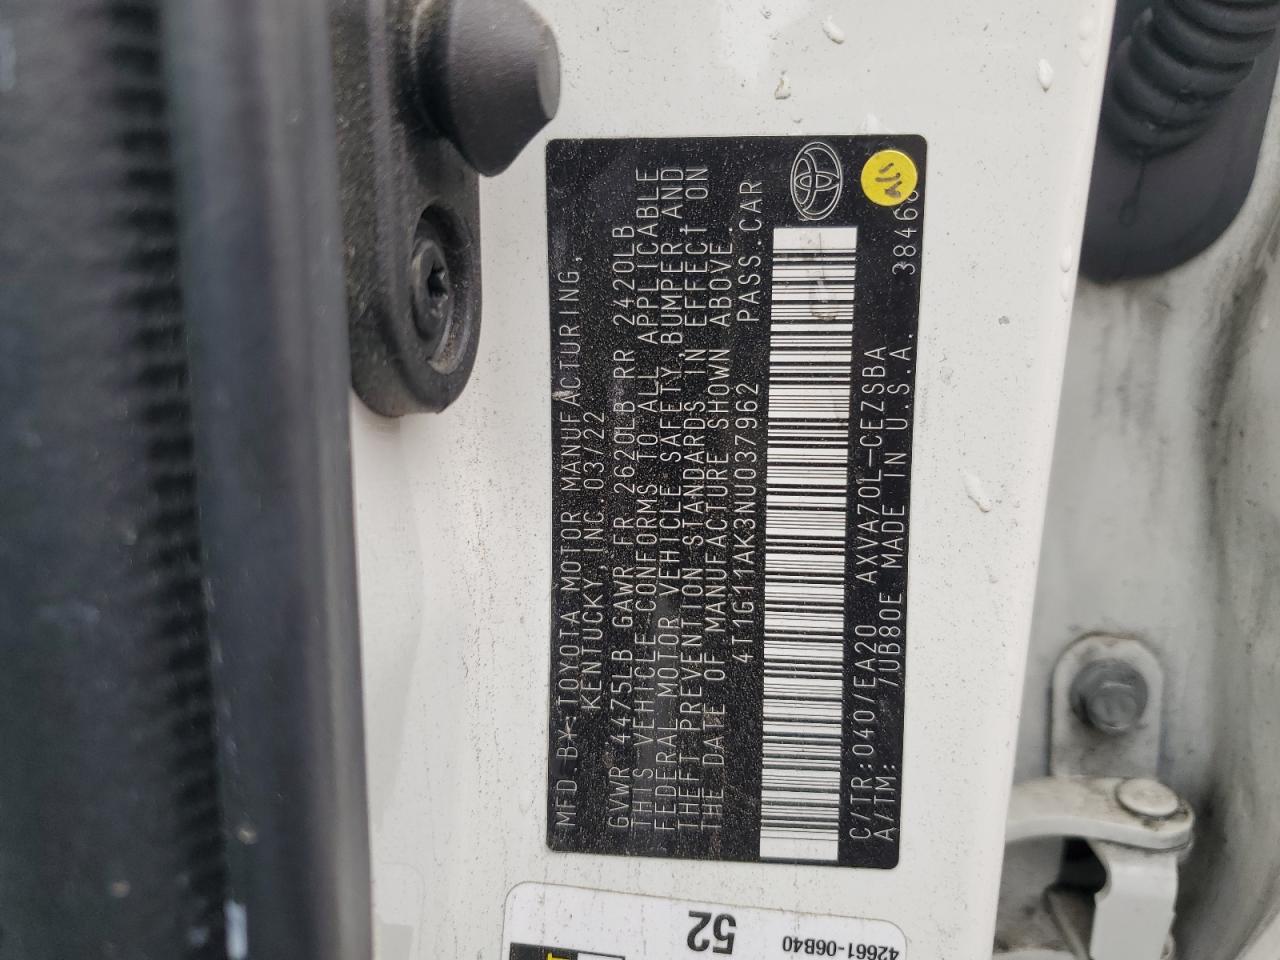 MFD. BY: TOYOTA MOTOR MANUFACTURING,
KENTUCKY, INC. 03/22
GVWR 4475LB GAWR FR 2620LB RR 2420LB
THIS VEHICLE CONFORMS TO ALL APPLICABLE
FEDERAL MOTOR VEHICLE SAFETY, BUMPER AND
THEFT PREVENTION STANDARDS IN EFFECT ON
THE DATE OF MANUFACTURE SHOWN ABOVE.
4T1G11AK3NU037962 PASS. CAR
C/TR: 040/EA20 AXVA70L-CEZSBA
A/TM: /UB80E MADE IN U.S.A.
52
42661-06B40